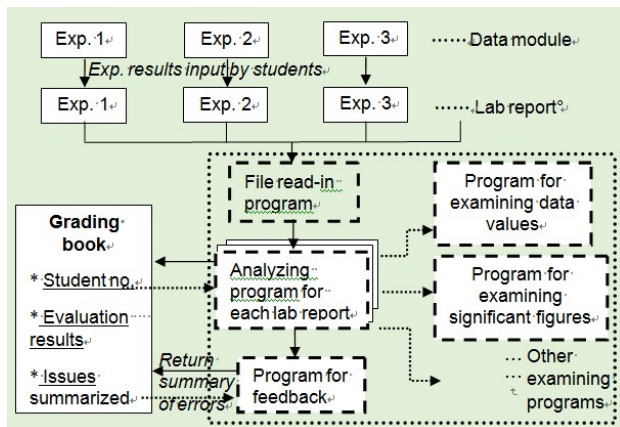 Exp. 1
Exp. 2
Exp. 3
...... Data module
Exp. results input by students
Exp. 1
Exp. 2
Exp. 3
...... Lab report
File read-in
program
Program for
examining data
values
Grading
book
* Student no.
* Evaluation
results
* Issues
summarized
Analyzing
program for
each lab report
Program for
examining
significant figures
Return
summary
of errors
Program for
feedback
... Other
... examining
programs